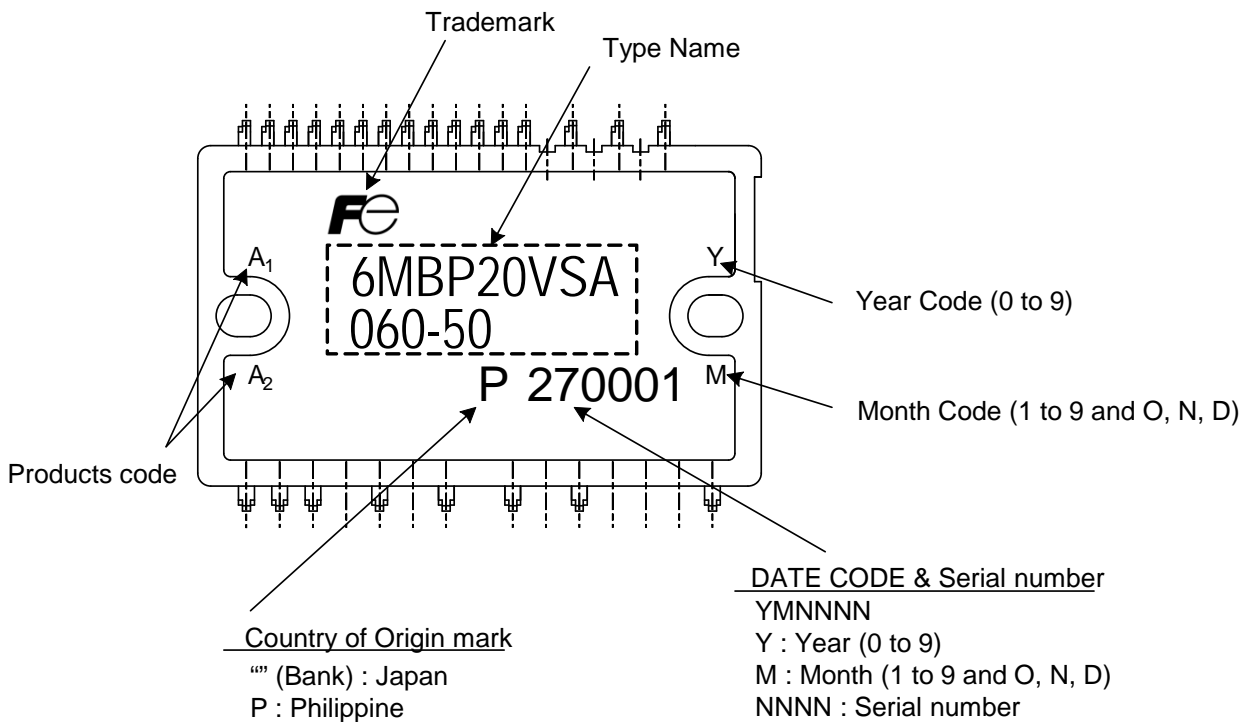 Trademark
Type Name
Fe
A1
Y
6MBP20VSA
060-50
Year Code (0 to 9)
A2
P 270001
M
Month Code (1 to 9 and O, N, D)
Products code
Country of Origin mark
“” (Bank) : Japan
P : Philippine
DATE CODE & Serial number
YMNNNN
Y : Year (0 to 9)
M : Month (1 to 9 and O, N, D)
NNNN : Serial number